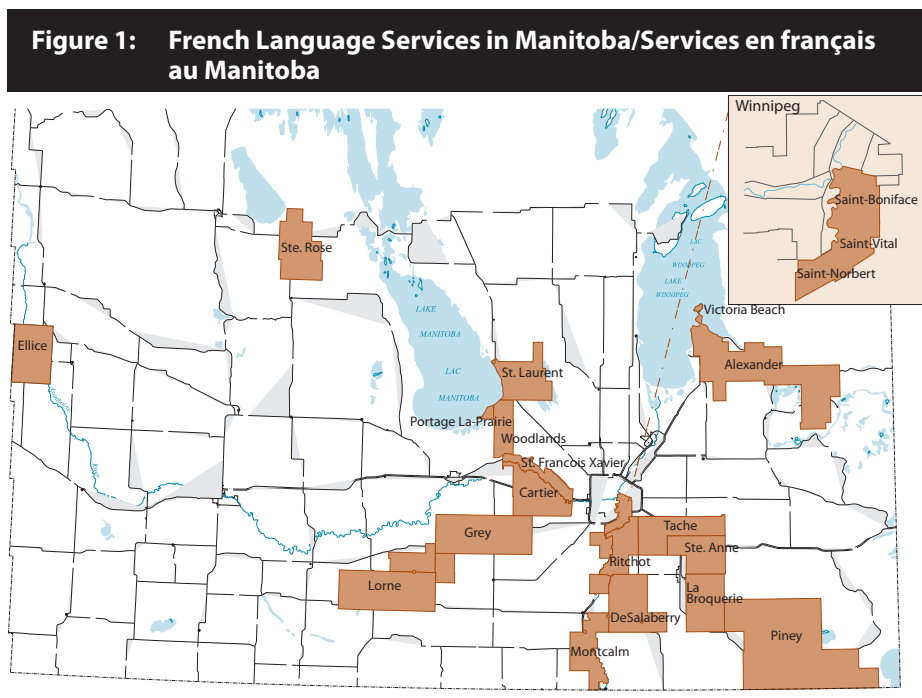 Figure 1: French Language Services in Manitoba/Services en français
au Manitoba
Winnipeg
Saint-Boniface
Saint-Vital
Saint-Norbert
Ste. Rose
LAC
WINNIPEG
LAKE
WINNIPEG
Victoria Beach
LAKE
MANITOBA
LAC
MANITOBA
Ellice
Alexander
St. Laurent
Portage La-Prairie
Woodlands
St. Francois Xavier
Cartier
Assiniboine
River
Grey
Tache
Ste. Anne
Ritchot
Lorne
La
Broquerie
DeSalaberry
Piney
Montcalm